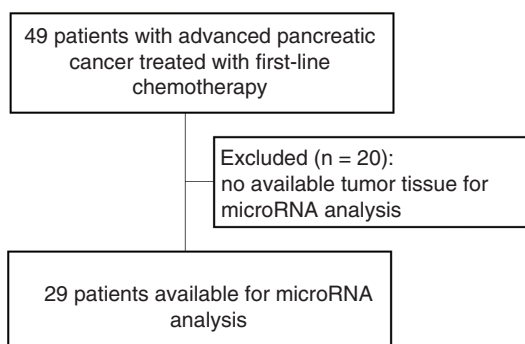 49 patients with advanced pancreatic
cancer treated with first-line
chemotherapy
Excluded (n = 20):
no available tumor tissue for
microRNA analysis
29 patients available for microRNA
analysis